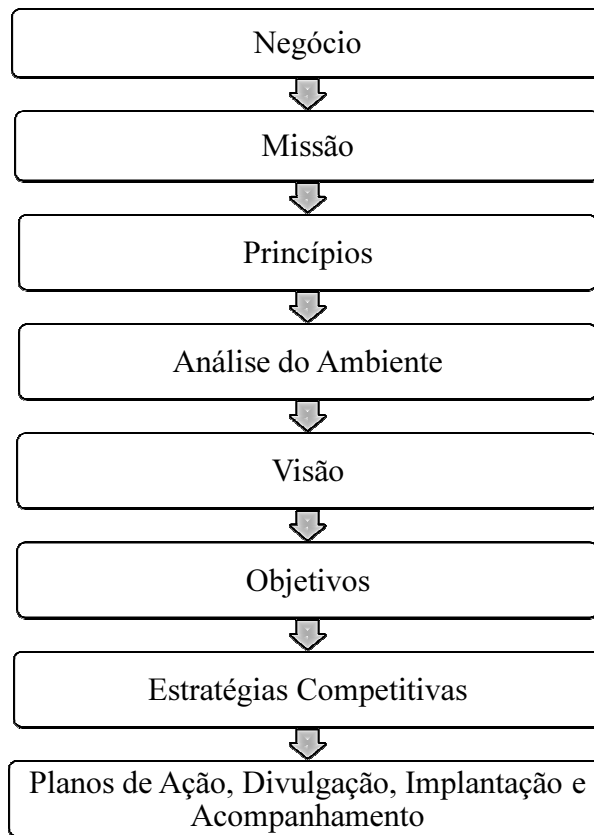 Negócio
Missão
Princípios
Análise do Ambiente
Visão
Objetivos
Estratégias Competitivas
Planos de Ação, Divulgação, Implantação e
Acompanhamento